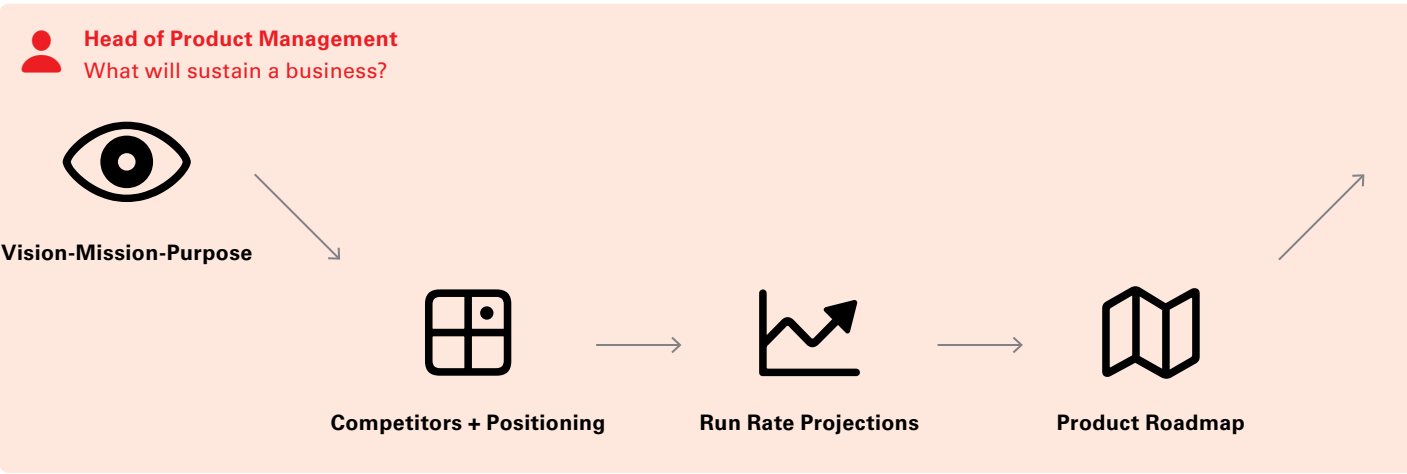 Head of Product Management
What will sustain a business?
Vision-Mission-Purpose
Competitors + Positioning
Run Rate Projections
Product Roadmap